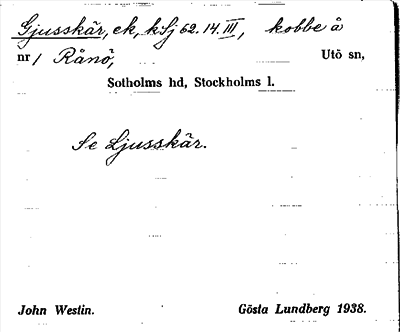 Gjusskär, ek, kSj 62.14.III, kobbe å
nr 1 Rånö, Utö sn,
Sotholms hd, Stockholms l.
Se Ljusskär.
John Westin. Gösta Lundberg 1938.